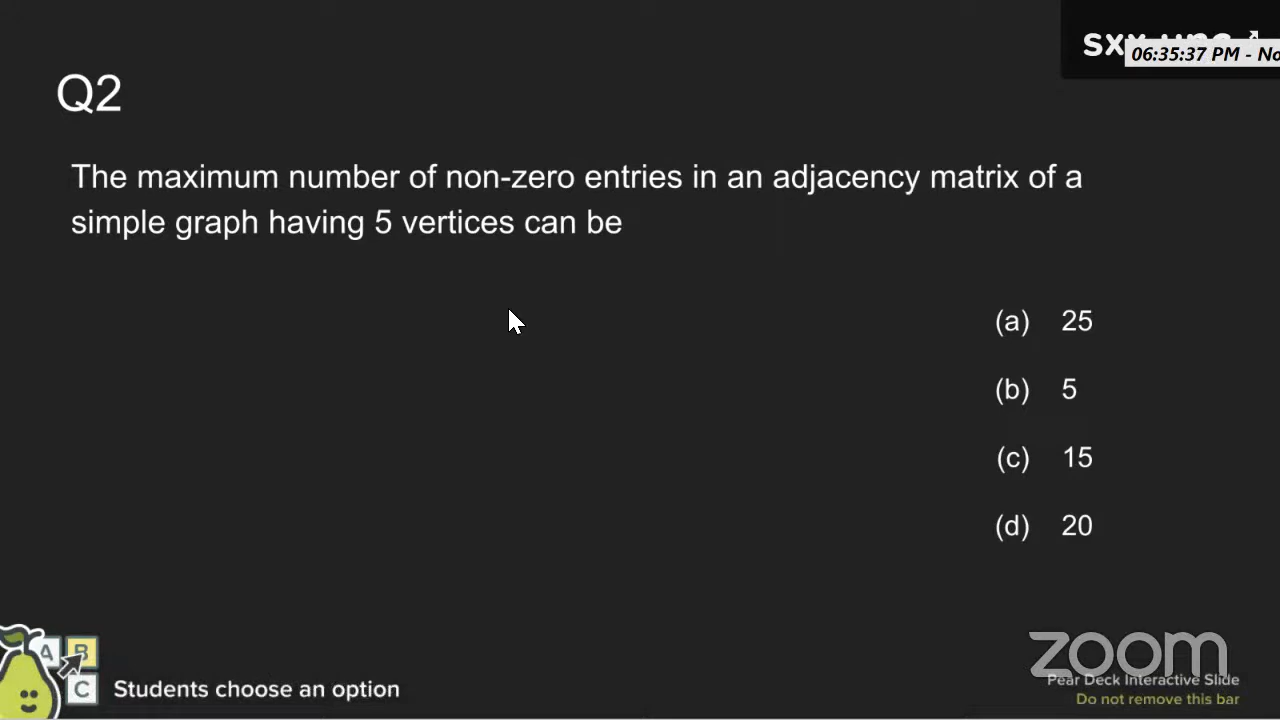 06:35:37 PM - No
Q2
The maximum number of non-zero entries in an adjacency matrix of a
simple graph having 5 vertices can be
(a) 25
(b) 5
(c) 15
(d) 20
A B
C
Students choose an option
zoom
Pear Deck Interactive Slide
Do not remove this bar